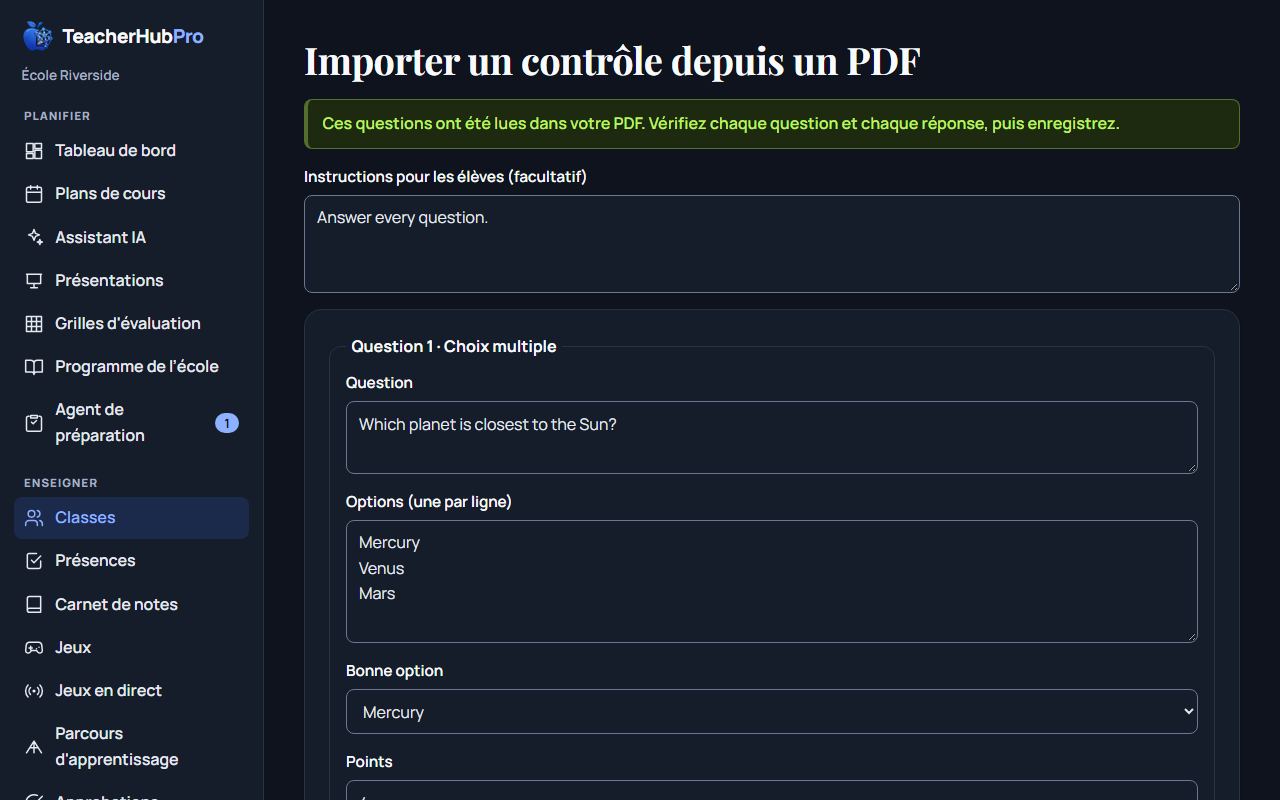 TeacherHubPro
École Riverside
PLANIFIER
Tableau de bord
Plans de cours
Assistant IA
Présentations
Grilles d'évaluation
Programme de l'école
Agent de
préparation
1
ENSEIGNER
Classes
Présences
Carnet de notes
Jeux
Jeux en direct
Parcours
d'apprentissage
Importer un contrôle depuis un PDF
Ces questions ont été lues dans votre PDF. Vérifiez chaque question et chaque réponse, puis enregistrez.
Instructions pour les élèves (facultatif)
Answer every question.
Question 1 · Choix multiple
Question
Which planet is closest to the Sun?
Options (une par ligne)
Mercury
Venus
Mars
Bonne option
Mercury
Points